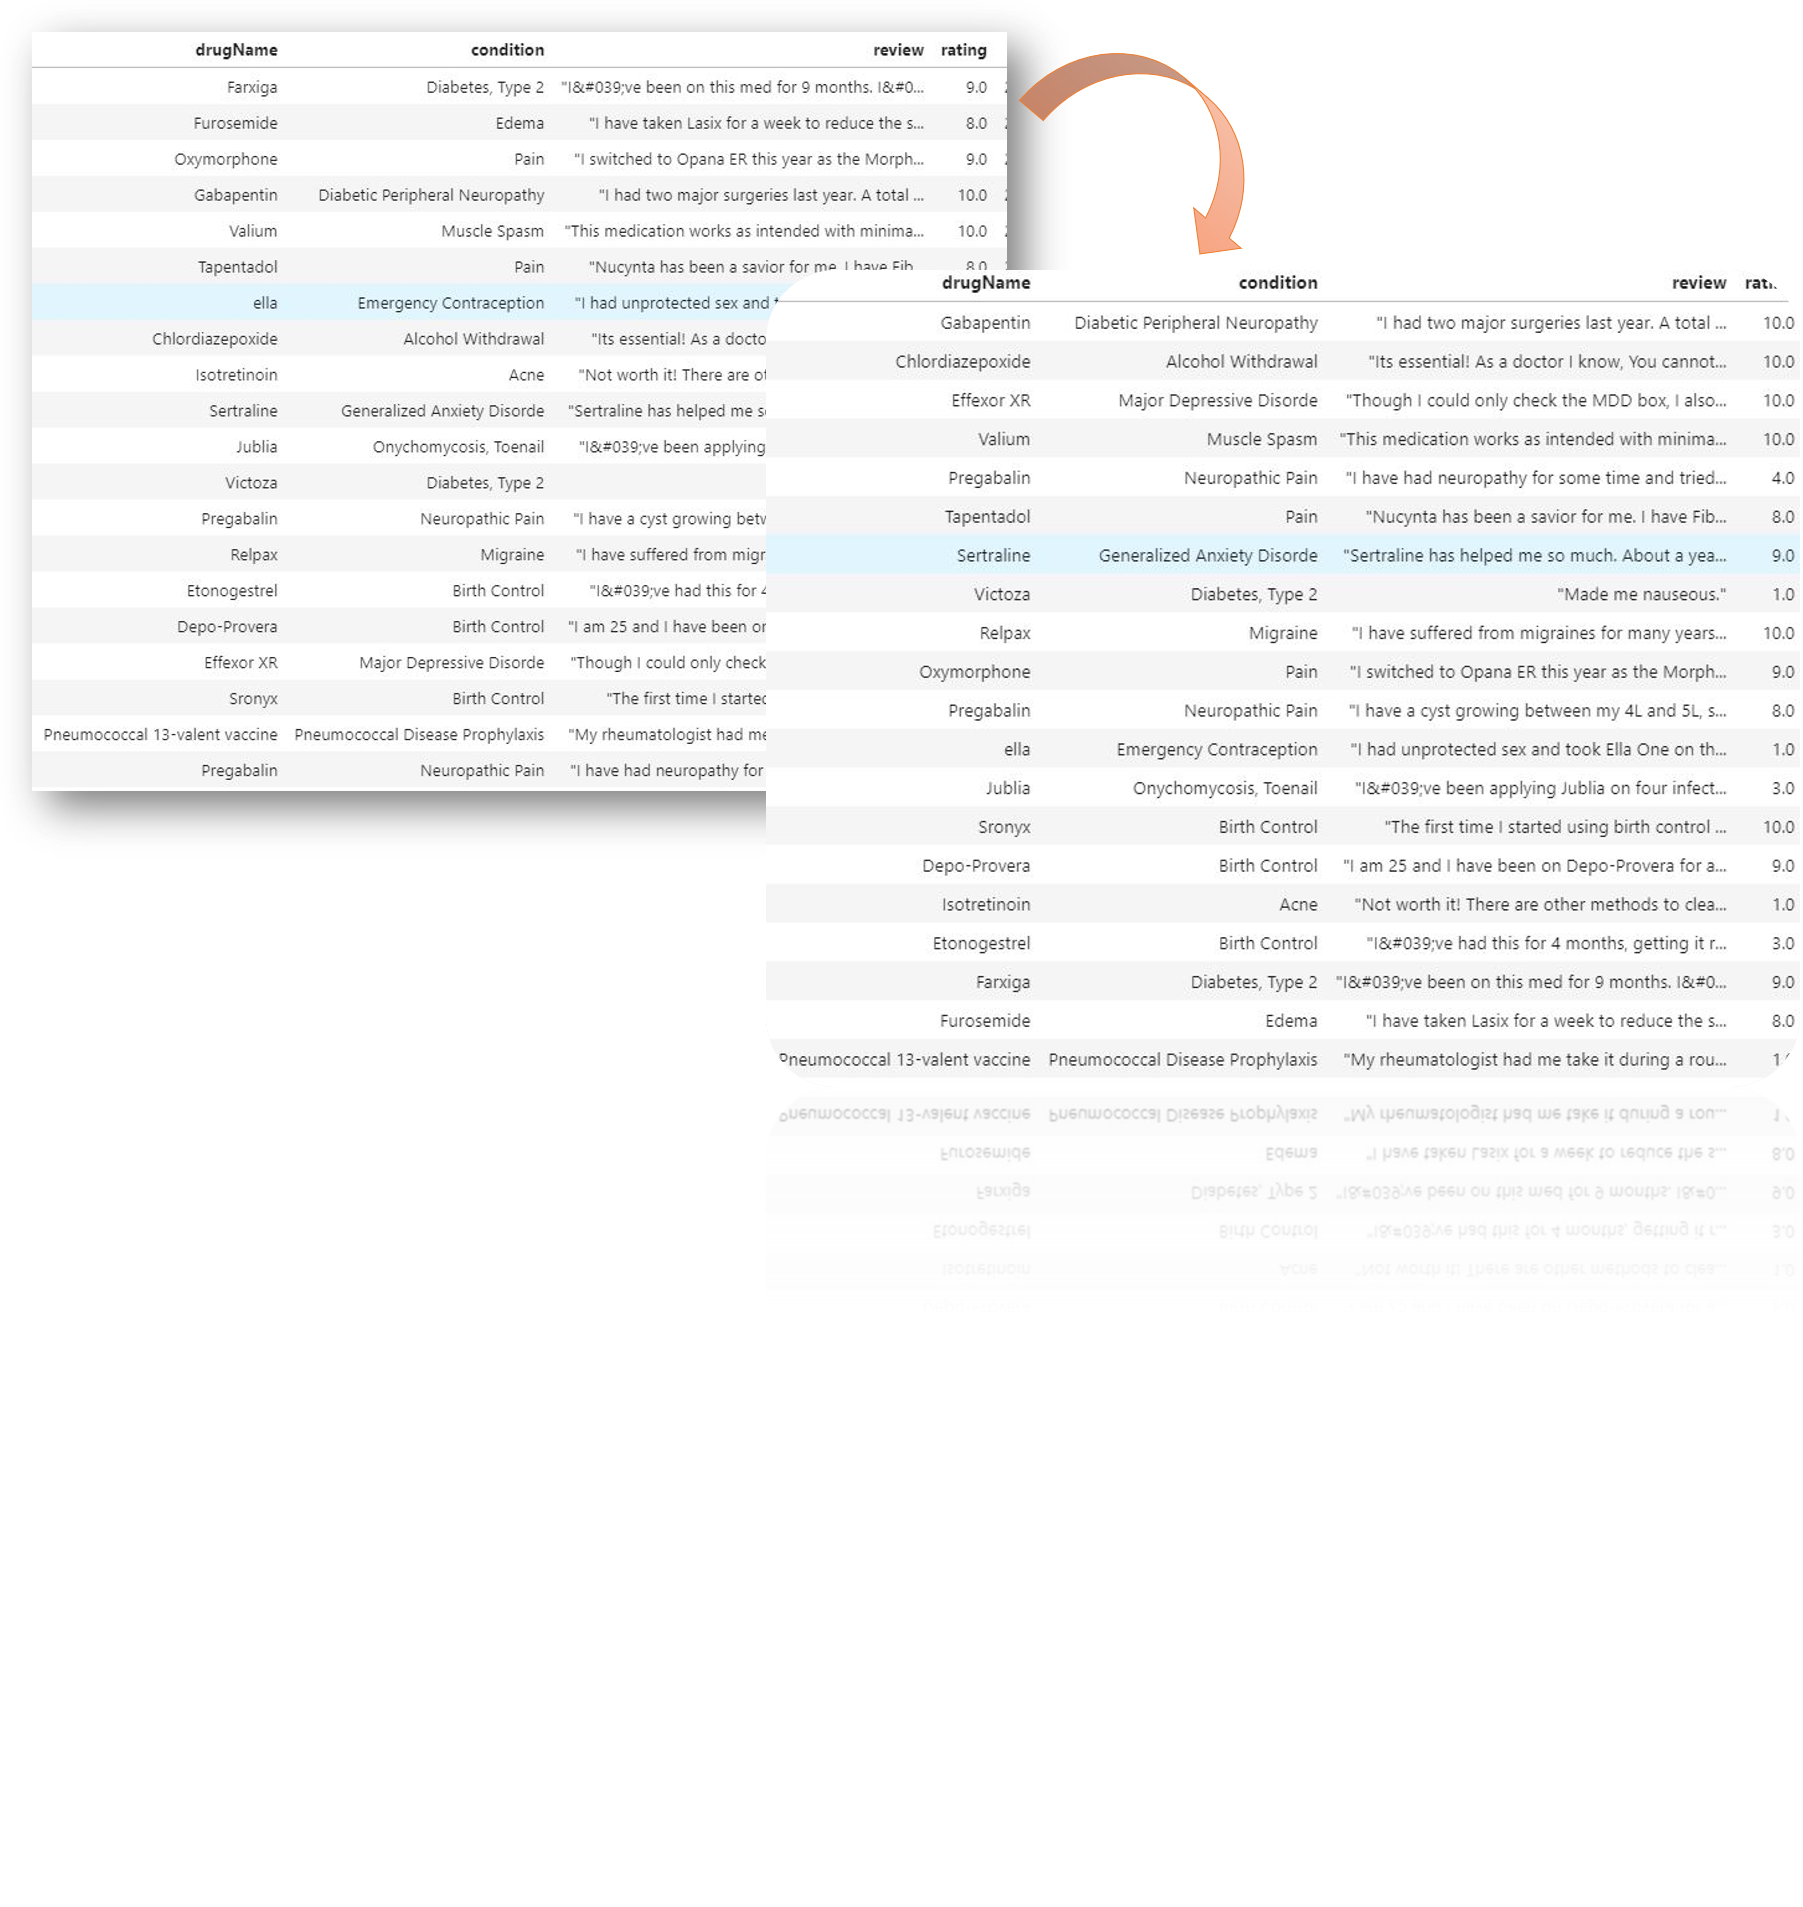 drugName condition review rating
Farxiga Diabetes, Type 2 "I&#039;ve been on this med for 9 months. I&#0... 9.0
Furosemide Edema "I have taken Lasix for a week to reduce the s... 8.0
Oxymorphone Pain "I switched to Opana ER this year as the Morph... 9.0
Gabapentin Diabetic Peripheral Neuropathy "I had two major surgeries last year. A total ... 10.0
Valium Muscle Spasm "This medication works as intended with minima... 10.0
Tapentadol Pain "Nucynta has been a savior for me. I have Fib... 8.0
ella Emergency Contraception "I had unprotected sex and
Chlordiazepoxide Alcohol Withdrawal "Its essential! As a docto
Isotretinoin Acne "Not worth it! There are ot
Sertraline Generalized Anxiety Disorde "Sertraline has helped me s
Jublia Onychomycosis, Toenail "I&#039;ve been applying
Victoza Diabetes, Type 2
Pregabalin Neuropathic Pain "I have a cyst growing betw
Relpax Migraine "I have suffered from migr
Etonogestrel Birth Control "I&#039;ve had this for 4
Depo-Provera Birth Control "I am 25 and I have been or
Effexor XR Major Depressive Disorde "Though I could only check
Sronyx Birth Control "The first time I started
Pneumococcal 13-valent vaccine Pneumococcal Disease Prophylaxis "My rheumatologist had me
Pregabalin Neuropathic Pain "I have had neuropathy for
drugName condition review
Gabapentin Diabetic Peripheral Neuropathy "I had two major surgeries last year. A total ... 10.0
Chlordiazepoxide Alcohol Withdrawal "Its essential! As a doctor I know, You cannot... 10.0
Effexor XR Major Depressive Disorde "Though I could only check the MDD box, I also... 10.0
Valium Muscle Spasm "This medication works as intended with minima... 10.0
Pregabalin Neuropathic Pain "I have had neuropathy for some time and tried... 4.0
Tapentadol Pain "Nucynta has been a savior for me. I have Fib... 8.0
Sertraline Generalized Anxiety Disorde "Sertraline has helped me so much. About a yea... 9.0
Victoza Diabetes, Type 2 "Made me nauseous." 1.0
Relpax Migraine "I have suffered from migraines for many years... 10.0
Oxymorphone Pain "I switched to Opana ER this year as the Morph... 9.0
Pregabalin Neuropathic Pain "I have a cyst growing between my 4L and 5L, s... 8.0
ella Emergency Contraception "I had unprotected sex and took Ella One on th... 1.0
Jublia Onychomycosis, Toenail "I&#039;ve been applying Jublia on four infect... 3.0
Sronyx Birth Control "The first time I started using birth control ... 10.0
Depo-Provera Birth Control "I am 25 and I have been on Depo-Provera for a... 9.0
Isotretinoin Acne "Not worth it! There are other methods to clea... 1.0
Etonogestrel Birth Control "I&#039;ve had this for 4 months, getting it r... 3.0
Farxiga Diabetes, Type 2 "I&#039;ve been on this med for 9 months. I&#0... 9.0
Furosemide Edema "I have taken Lasix for a week to reduce the s... 8.0
Pneumococcal 13-valent vaccine Pneumococcal Disease Prophylaxis "My rheumatologist had me take it during a rou...